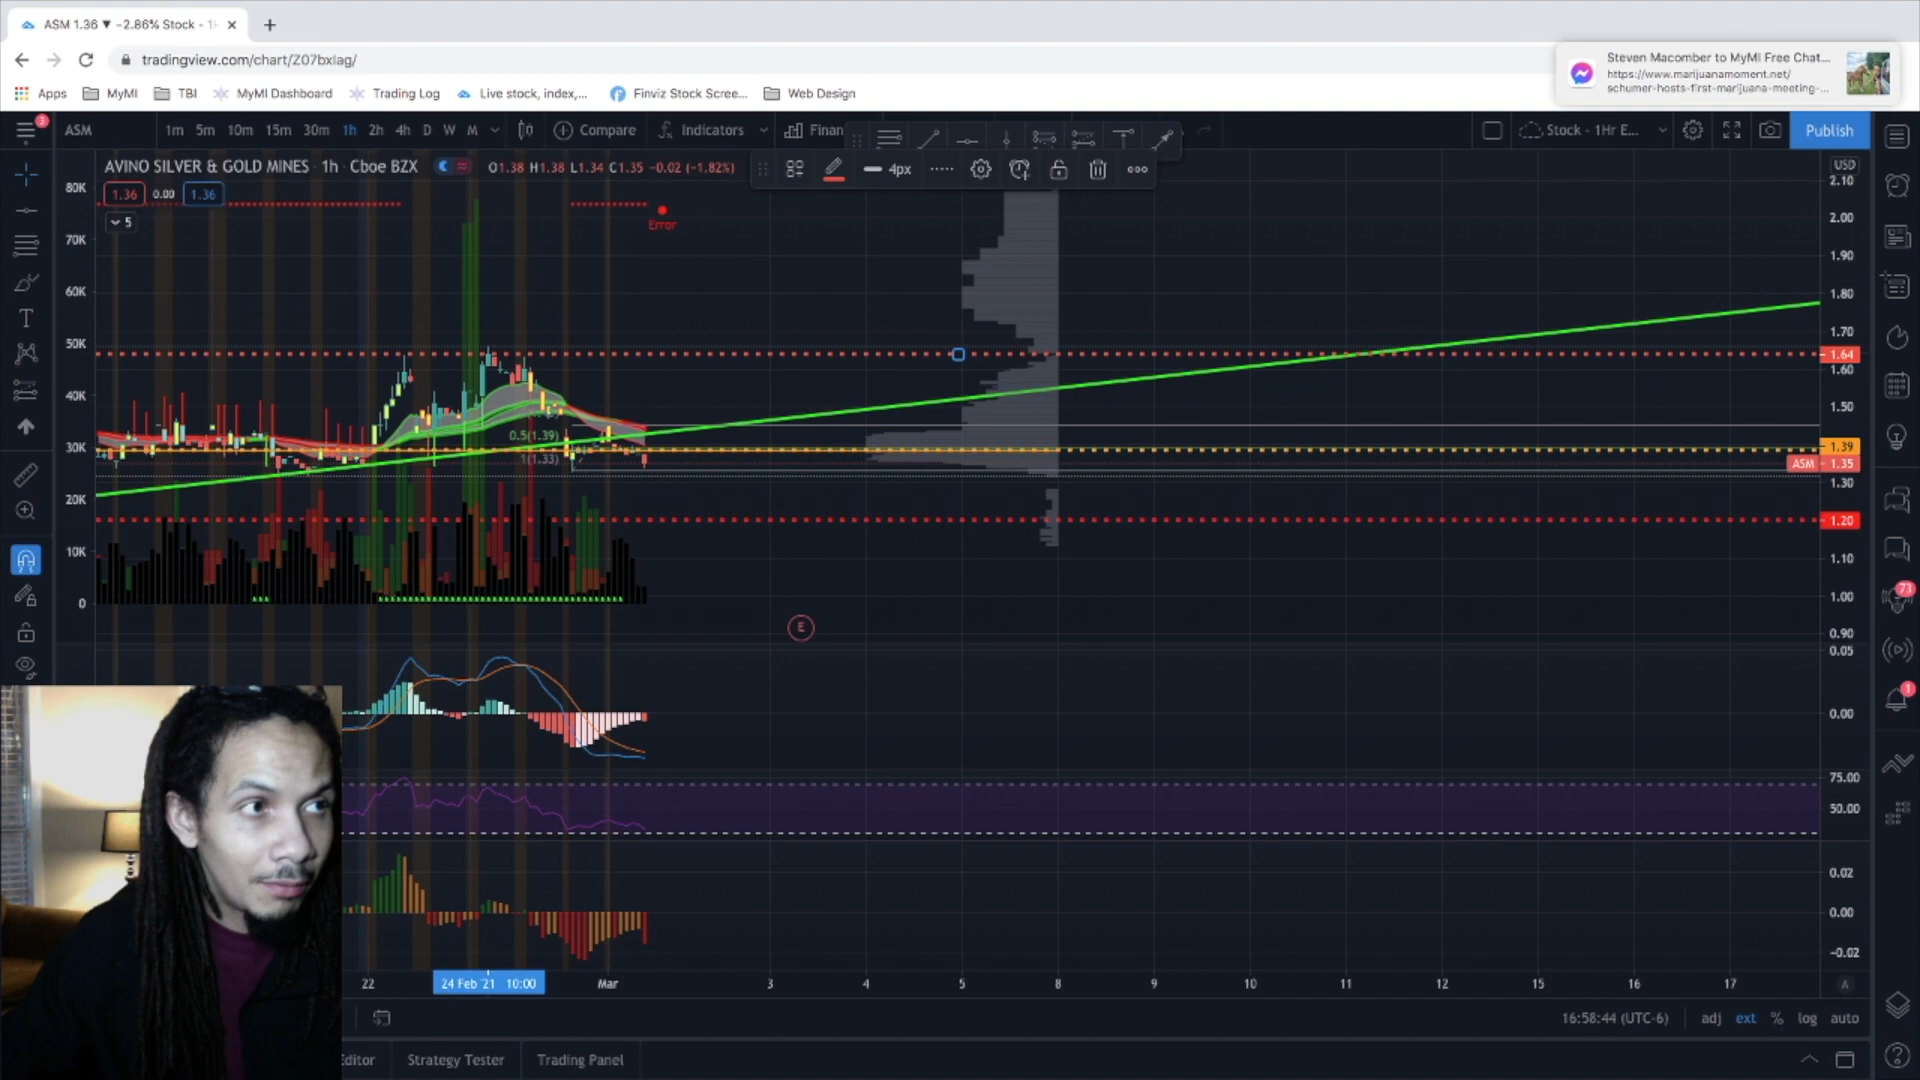 ASM 1.36 ▼ −2.86% Stock - 1H
tradingview.com/chart/Z07bxIag/
Steven Macomber to MyMI Free Chat...
https://www.marijuanamoment.net/
schumer-hosts-first-marijuana-meeting-...
Apps MyMI TBI MyMI Dashboard Trading Log Live stock, index,... Finviz Stock Scree... Web Design
3
ASM 1m 5m 10m 15m 30m 1h 2h 4h D W M Compare Indicators Finan Stock - 1Hr E... Publish
AVINO SILVER & GOLD MINES · 1h · Cboe BZX O1.38 H1.38 L1.34 C1.35 −0.02 (−1.82%)
4px
USD
1.36 0.00 1.36
5
Error
80K
70K
60K
50K
40K
30K
20K
10K
0
0.5(1.39)
1(1.33)
E
2.10
2.00
1.90
1.80
1.70
1.64
1.60
1.50
1.39
ASM 1.35
1.30
1.20
1.10
1.00
0.90
0.05
0.00
75.00
50.00
0.02
0.00
−0.02
73
1
22 24 Feb '21 10:00 Mar 3 4 5 8 9 10 11 12 15 16 17 A
16:58:44 (UTC-6) adj ext % log auto
Editor Strategy Tester Trading Panel